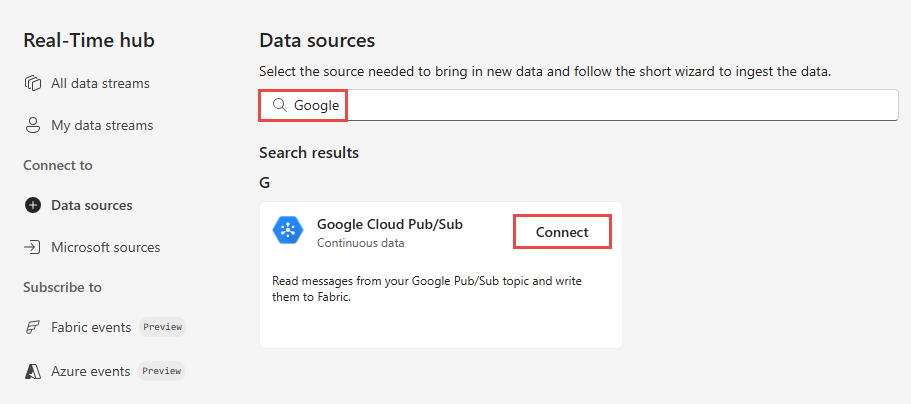 Real-Time hub
All data streams
My data streams
Connect to
Data sources
Microsoft sources
Subscribe to
Fabric events Preview
Azure events Preview
Data sources
Select the source needed to bring in new data and follow the short wizard to ingest the data.
Google
Search results
G
Google Cloud Pub/Sub
Continuous data
Connect
Read messages from your Google Pub/Sub topic and write
them to Fabric.